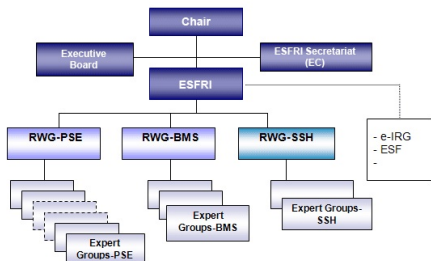 Chair
Executive
Board
ESFRI Secretariat
(EC)
ESFRI
RWG-PSE
RWG-BMS
RWG-SSH
- e-IRG
- ESF
-
Expert
Groups-PSE
Expert
Groups-BMS
Expert Groups-
SSH